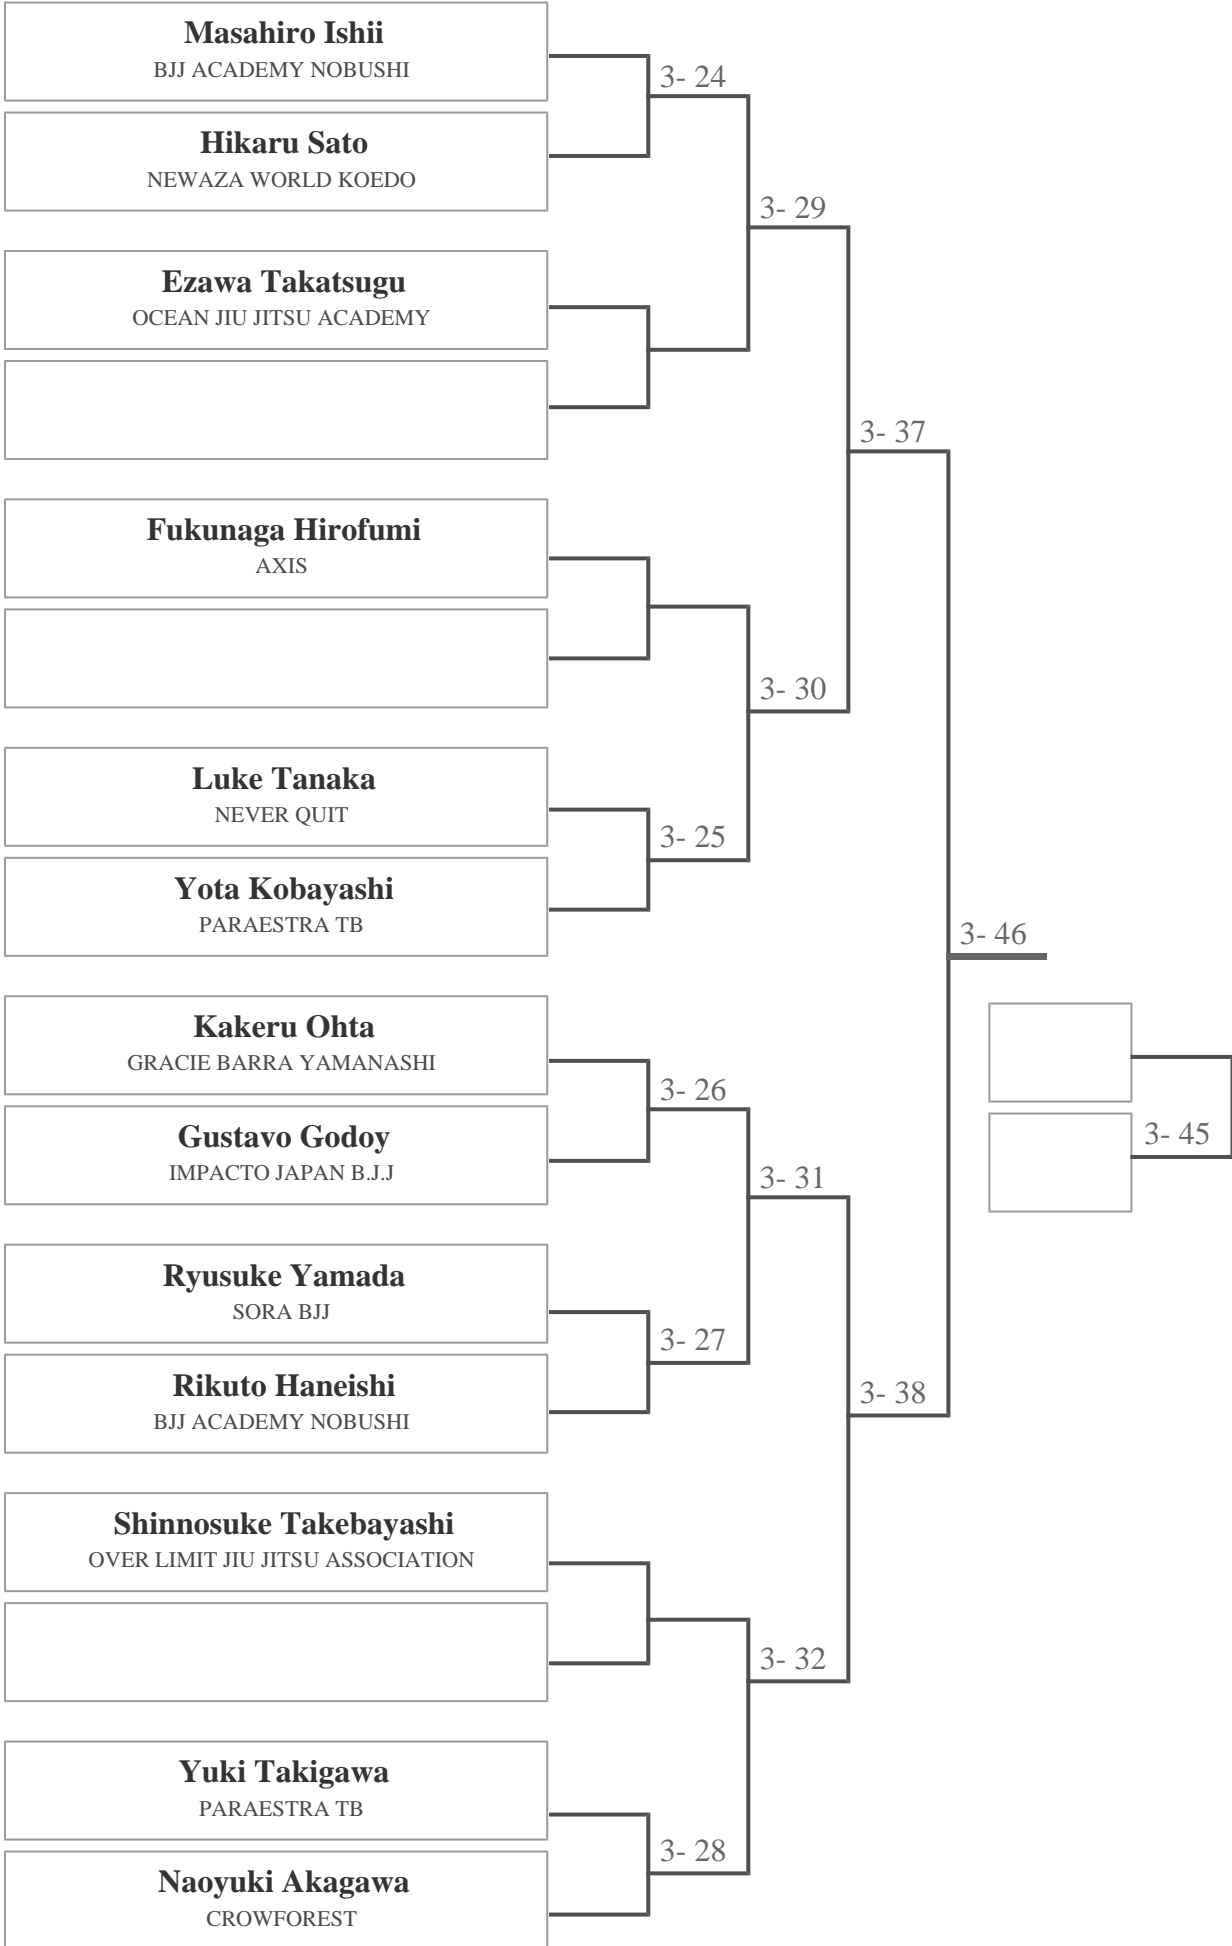 Masahiro Ishii
BJJ ACADEMY NOBUSHI
3- 24
Hikaru Sato
NEWAZA WORLD KOEDO
3- 29
Ezawa Takatsugu
OCEAN JIU JITSU ACADEMY
3- 37
Fukunaga Hirofumi
AXIS
3- 30
Luke Tanaka
NEVER QUIT
3- 25
Yota Kobayashi
PARAESTRA TB
3- 46
Kakeru Ohta
GRACIE BARRA YAMANASHI
3- 26
Gustavo Godoy
IMPACTO JAPAN B.J.J
3- 45
3- 31
Ryusuke Yamada
SORA BJJ
3- 27
Rikuto Haneishi
BJJ ACADEMY NOBUSHI
3- 38
Shinnosuke Takebayashi
OVER LIMIT JIU JITSU ASSOCIATION
3- 32
Yuki Takigawa
PARAESTRA TB
3- 28
Naoyuki Akagawa
CROWFOREST